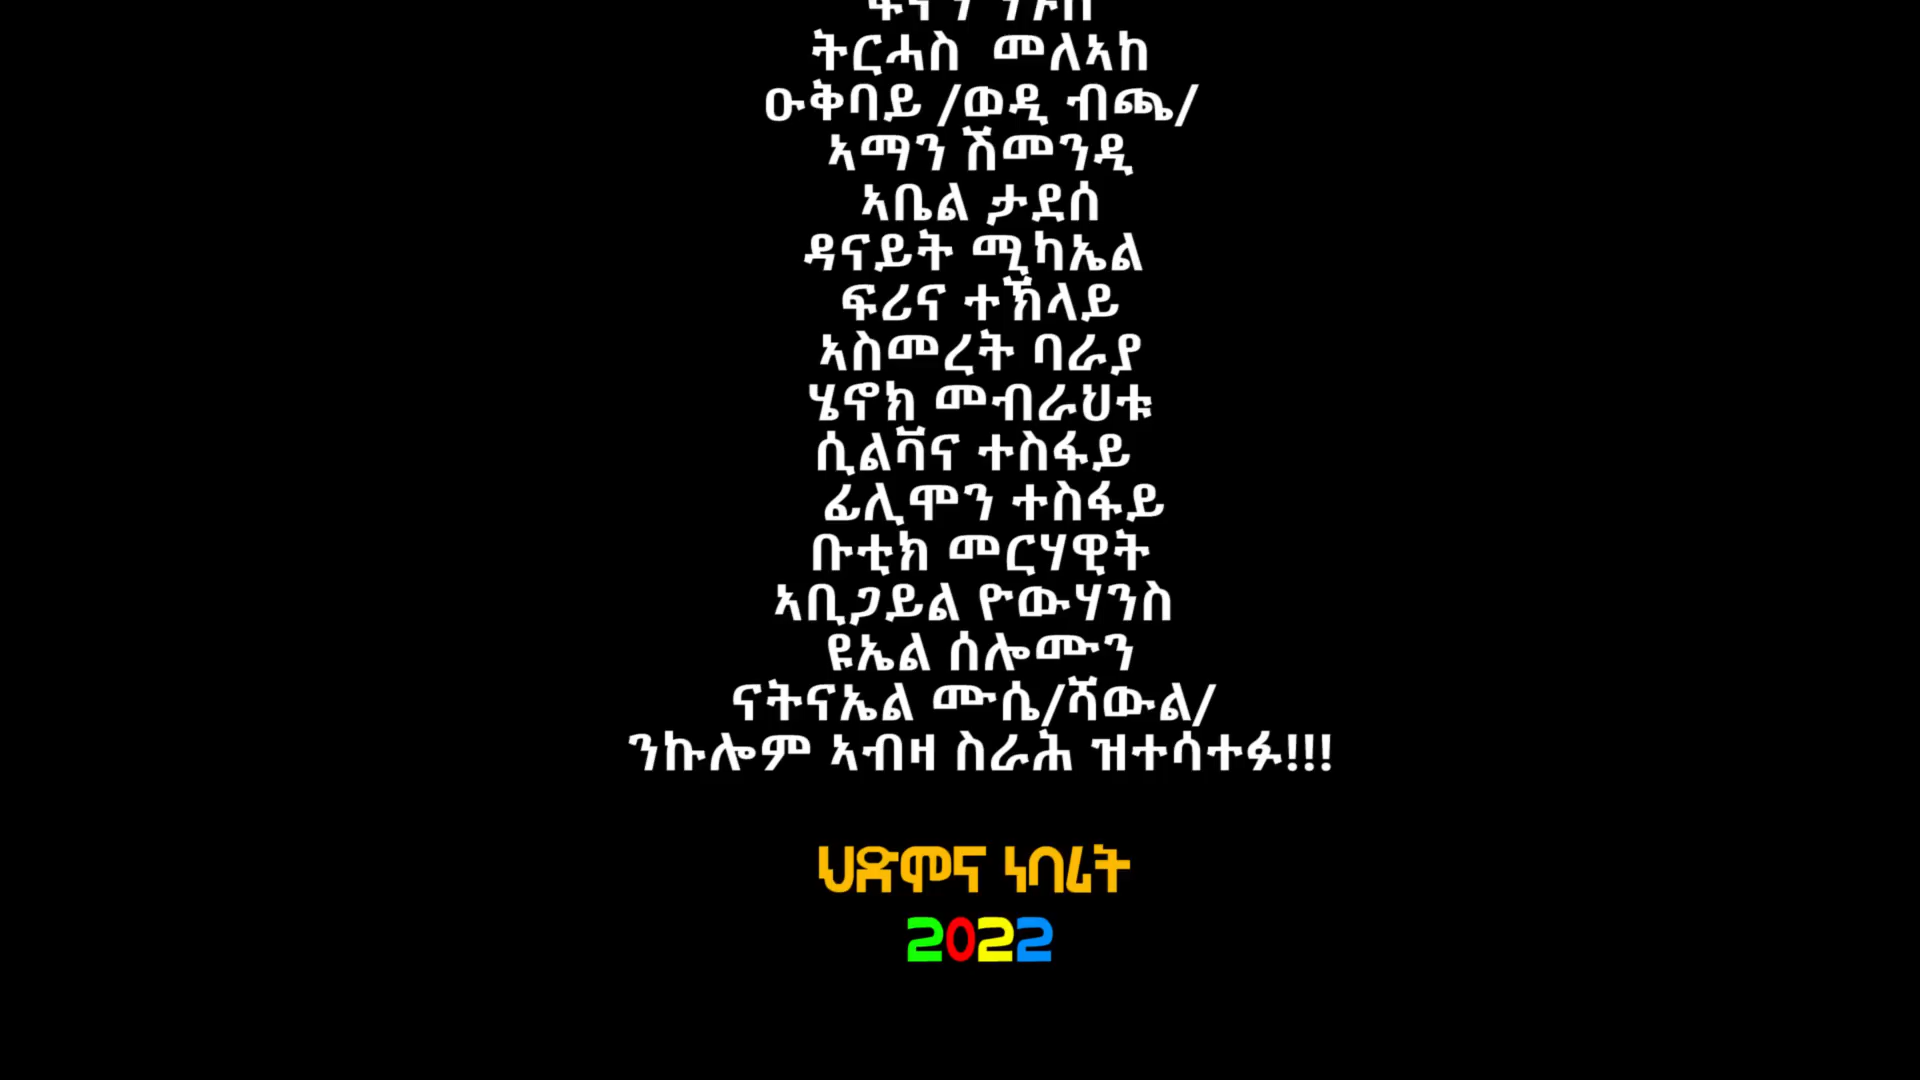 ትርሓስ መለኣከ
ዑቅባይ /ወዲ ብጫ/
ኣማን ሽመንዲ
ኣቤል ታደሰ
ዳናይት ሚካኤል
ፍሪና ተኽላይ
ኣስመረት ባራያ
ሄኖክ መብራህቱ
ሲልቫና ተስፋይ
ፊሊሞን ተስፋይ
ቡቲክ መርሃዊት
ኣቢጋይል ዮውሃንስ
ዩኤል ሰሎሙን
ናትናኤል ሙሴ/ሻውል/
ንኩሎም ኣብዛ ስራሕ ዝተሳተፉ!!!
ህድሞና ነባሪት
2022